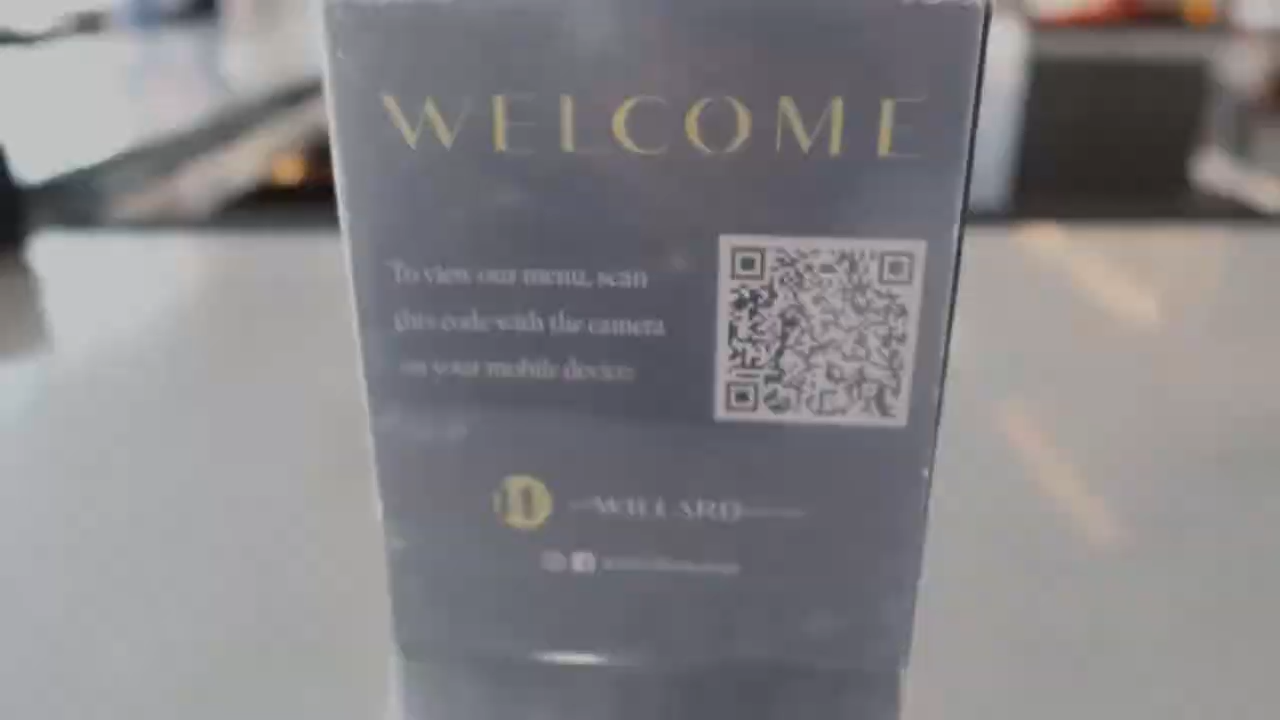 WELCOME
To view our menu, scan
this code with the camera
on your mobile device
WILLARD